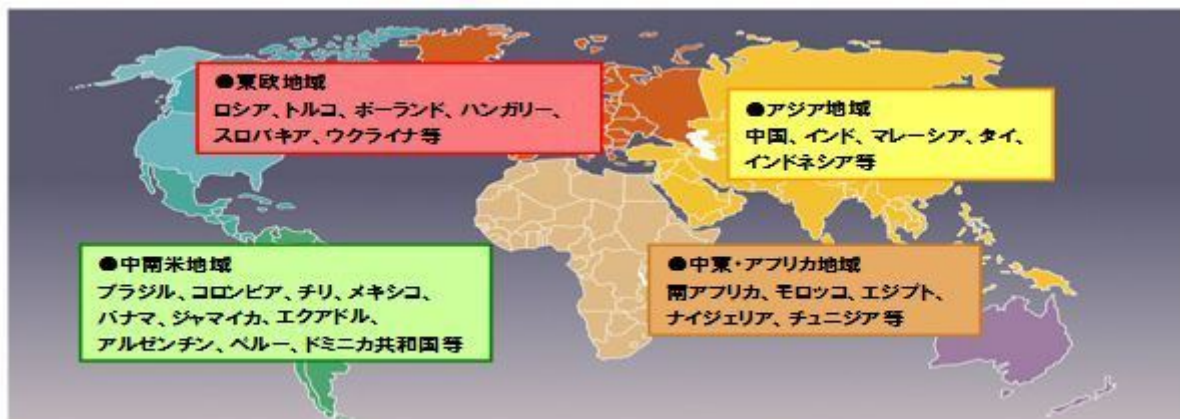 ●東欧地域
ロシア、トルコ、ポーランド、ハンガリー、
スロバキア、ウクライナ等
●アジア地域
中国、インド、マレーシア、タイ、
インドネシア等
●中南米地域
ブラジル、コロンビア、チリ、メキシコ、
パナマ、ジャマイカ、エクアドル、
アルゼンチン、ペルー、ドミニカ共和国等
●中東・アフリカ地域
南アフリカ、モロッコ、エジプト、
ナイジェリア、チュニジア等